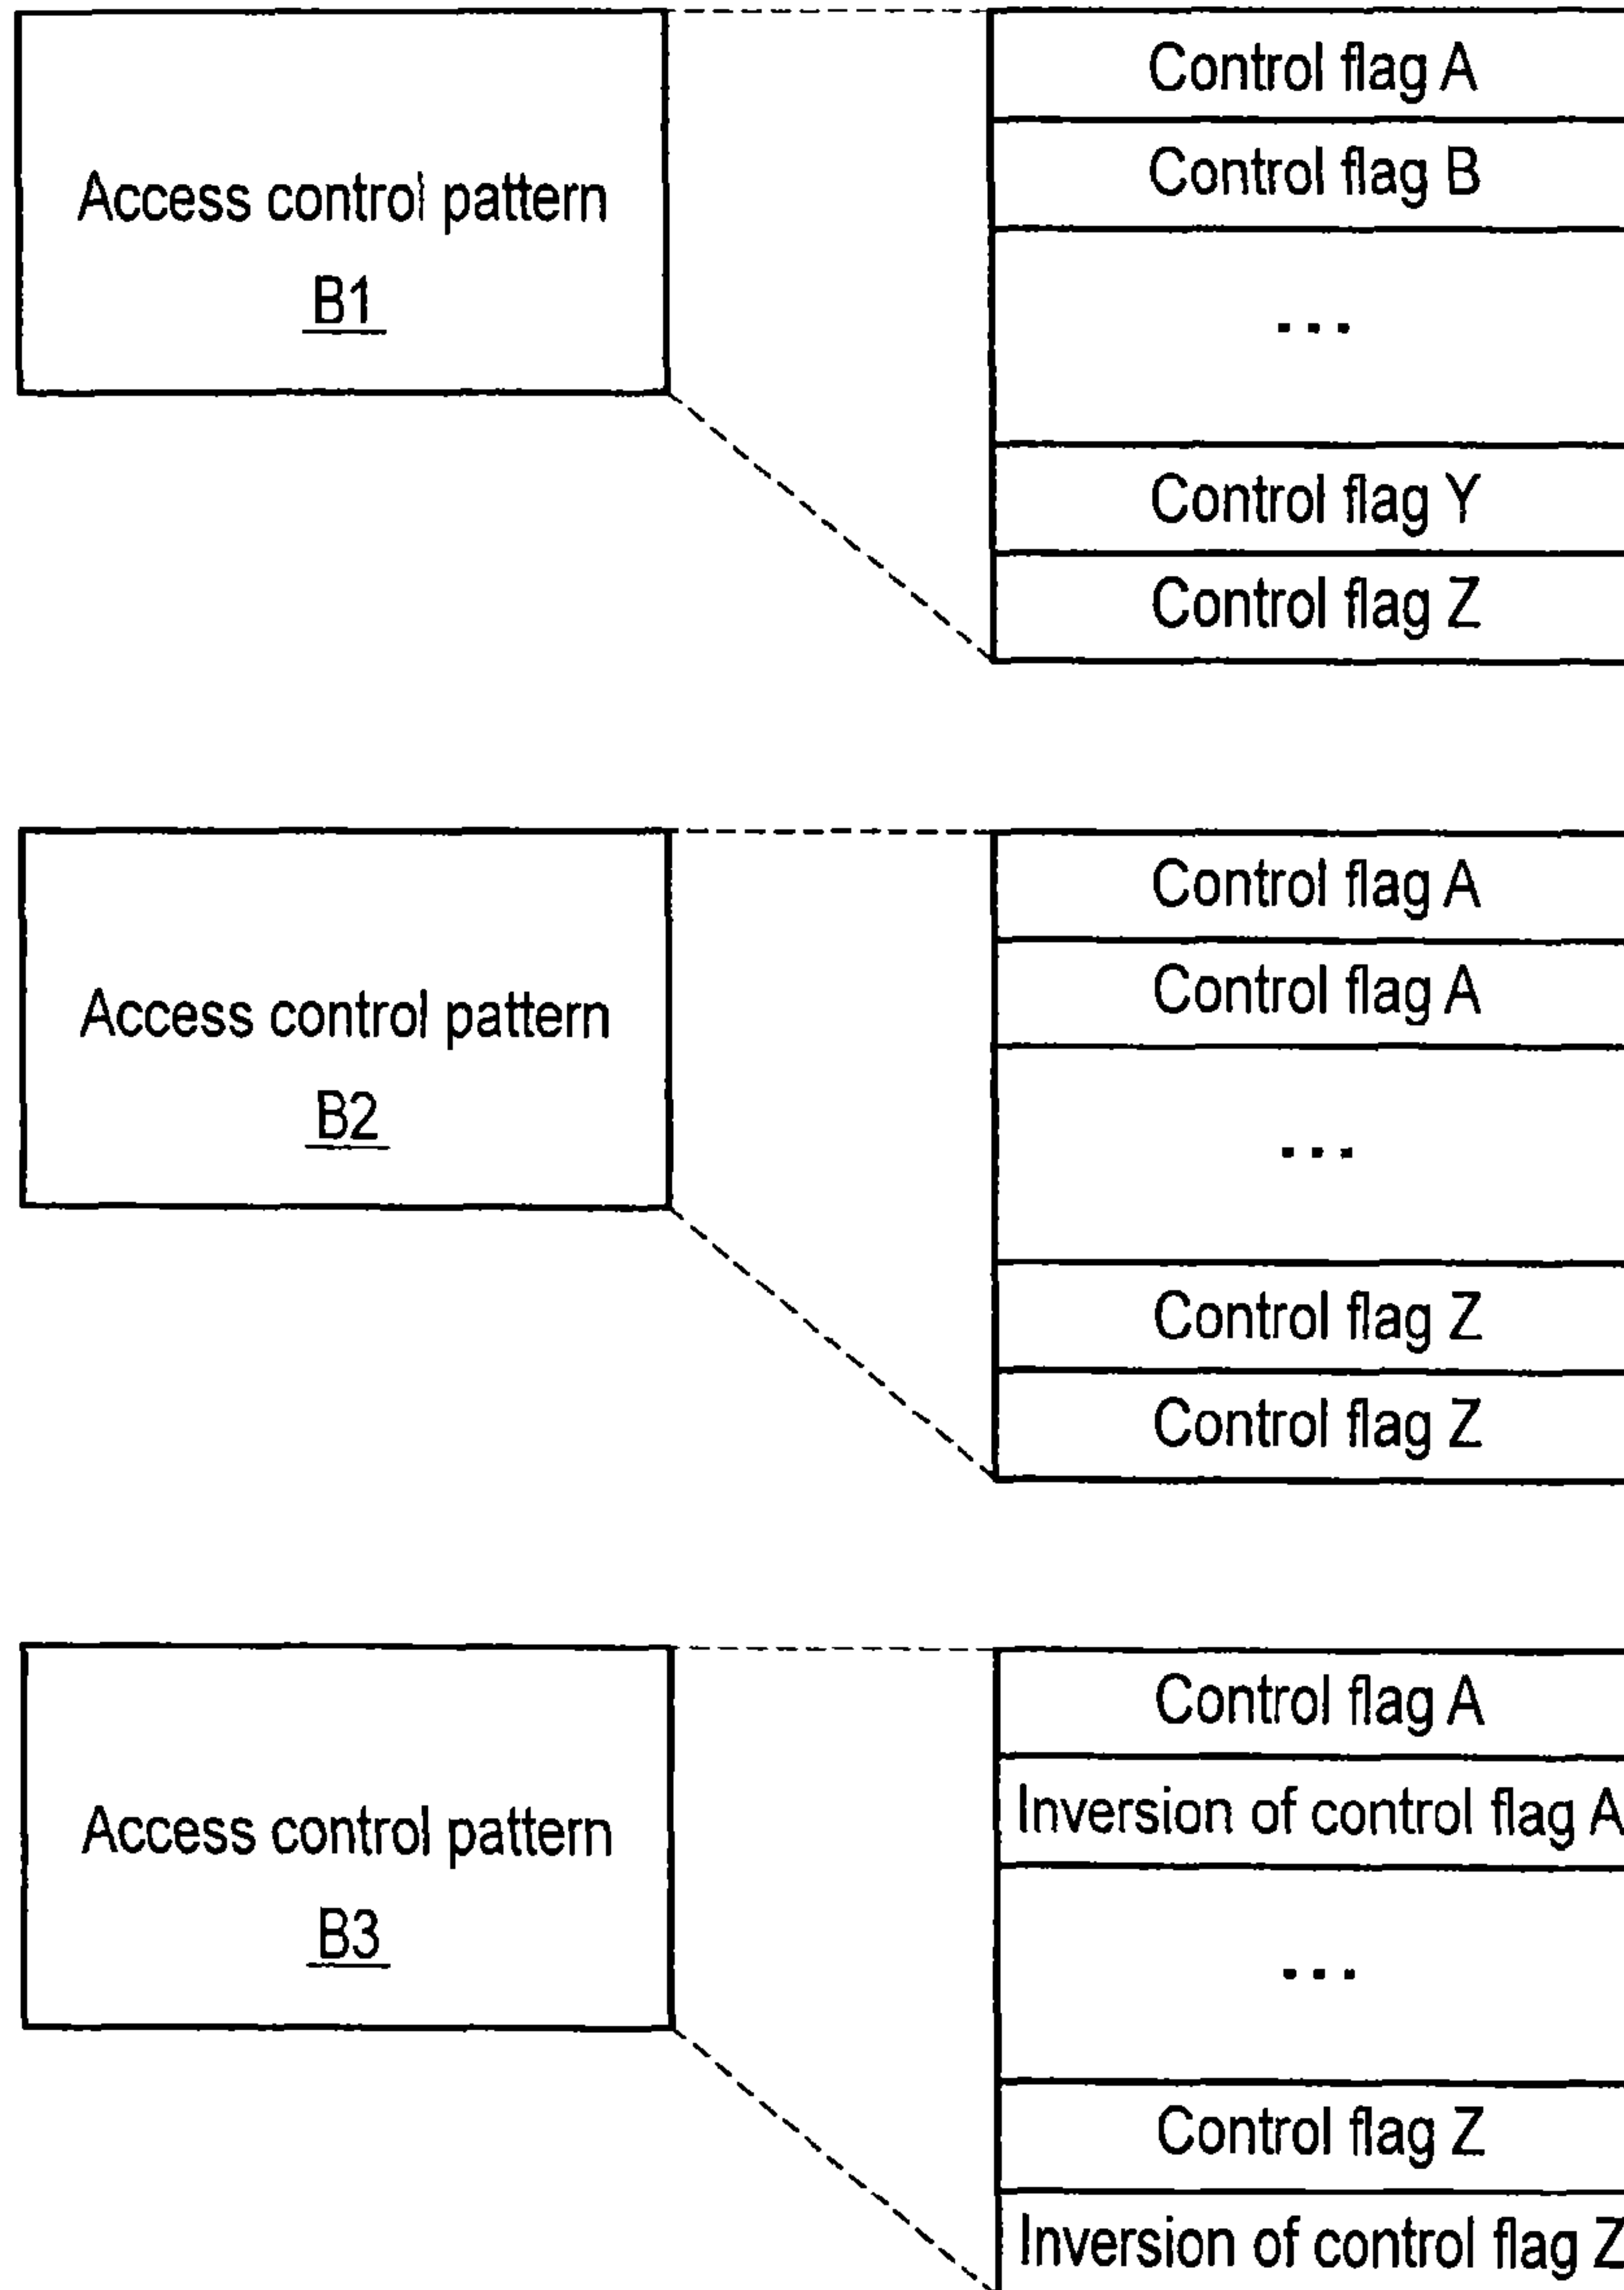 Access control pattern
B1
Control flag A
Control flag B
...
Control flag Y
Control flag Z
Access control pattern
B2
Control flag A
Control flag A
...
Control flag Z
Control flag Z
Access control pattern
B3
Control flag A
Inversion of control flag A
...
Control flag Z
Inversion of control flag Z